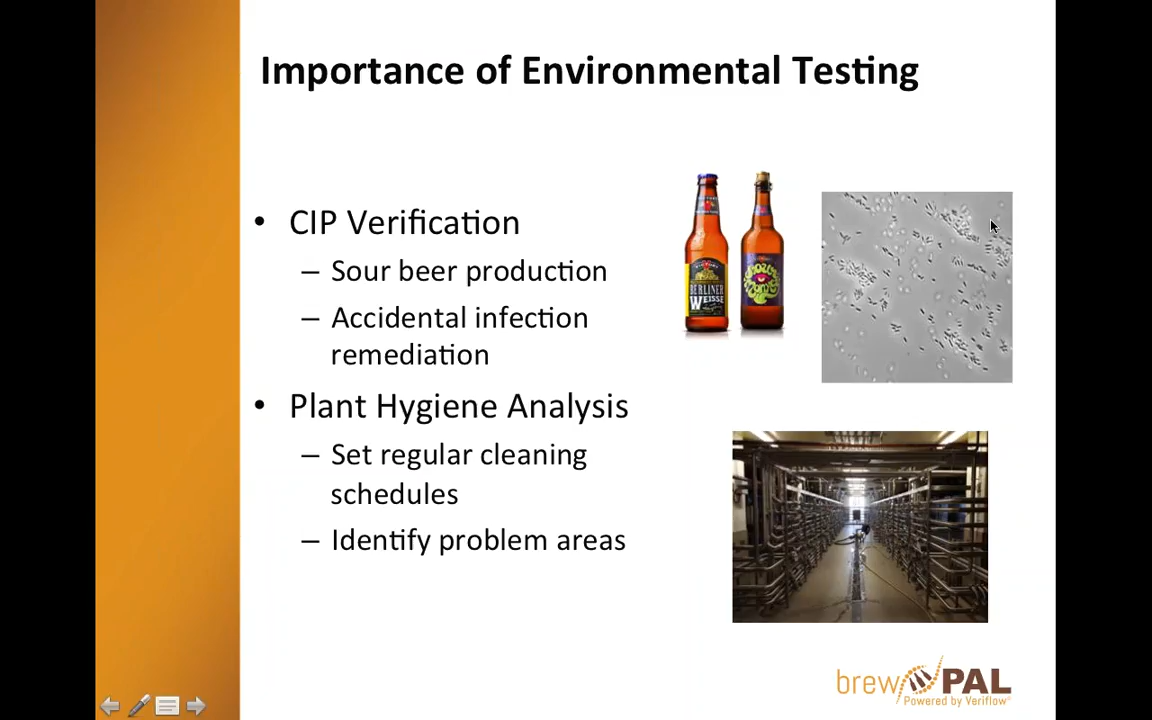 Importance of Environmental Testing
• CIP Verification
– Sour beer production
– Accidental infection
remediation
• Plant Hygiene Analysis
– Set regular cleaning
schedules
– Identify problem areas
VICTORY
BERLINER
WEISSE
brewPAL
Powered by Veriflow®